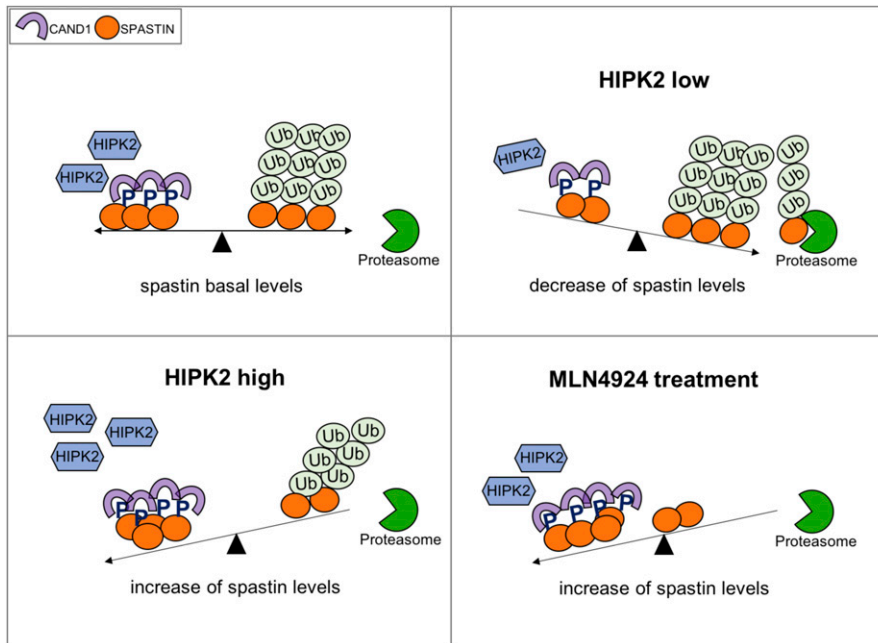 CAND1 SPASTIN
HIPK2
HIPK2
P P P
Ub Ub Ub
Ub Ub Ub
Ub Ub Ub
Proteasome
spastin basal levels
HIPK2 low
HIPK2
P P
Ub Ub Ub Ub
Ub Ub Ub Ub
Ub Ub Ub Ub
Proteasome
decrease of spastin levels
HIPK2 high
HIPK2
HIPK2
HIPK2
P P P P
Ub Ub
Ub Ub
Ub Ub
Proteasome
increase of spastin levels
MLN4924 treatment
HIPK2
HIPK2
P P P P
Proteasome
increase of spastin levels